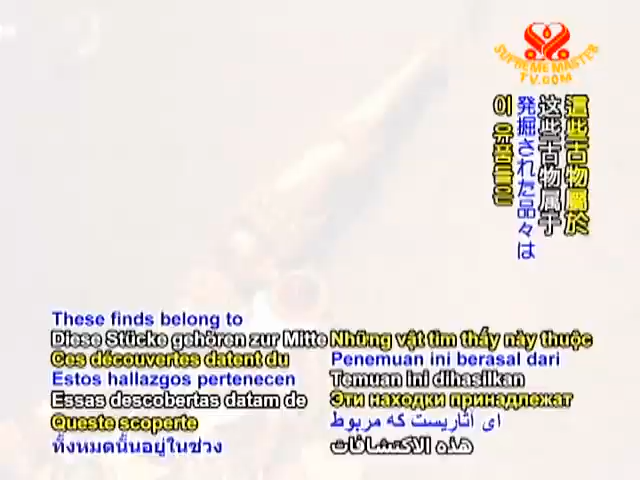 SUPREME MASTER
TV.COM
這些古物屬於
这些古物属于
発掘された品々は
이 유품들은
These finds belong to
Diese Stücke gehören zur Mitte
Ces découvertes datent du
Estos hallazgos pertenecen
Essas descobertas datam de
Queste scoperte
ทั้งหมดนั้นอยู่ในช่วง
Những vật tìm thấy này thuộc
Penemuan ini berasal dari
Temuan ini dihasilkan
Эти находки принадлежат
ای آثاریست که مربوط
هذه الاكتشافات